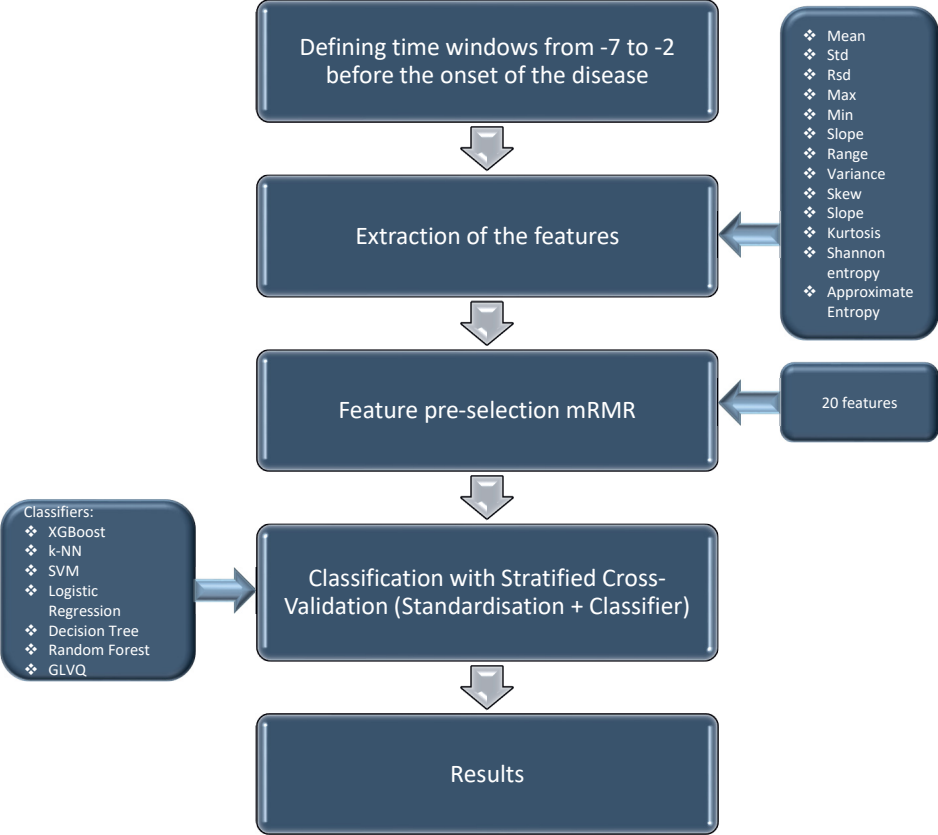 Defining time windows from -7 to -2
before the onset of the disease
❖ Mean
❖ Std
❖ Rsd
❖ Max
❖ Min
❖ Slope
❖ Range
❖ Variance
❖ Skew
❖ Slope
❖ Kurtosis
❖ Shannon
entropy
❖ Approximate
Entropy
Extraction of the features
Feature pre-selection mRMR
20 features
Classifiers:
❖ XGBoost
❖ k-NN
❖ SVM
❖ Logistic
Regression
❖ Decision Tree
❖ Random Forest
❖ GLVQ
Classification with Stratified Cross-
Validation (Standardisation + Classifier)
Results